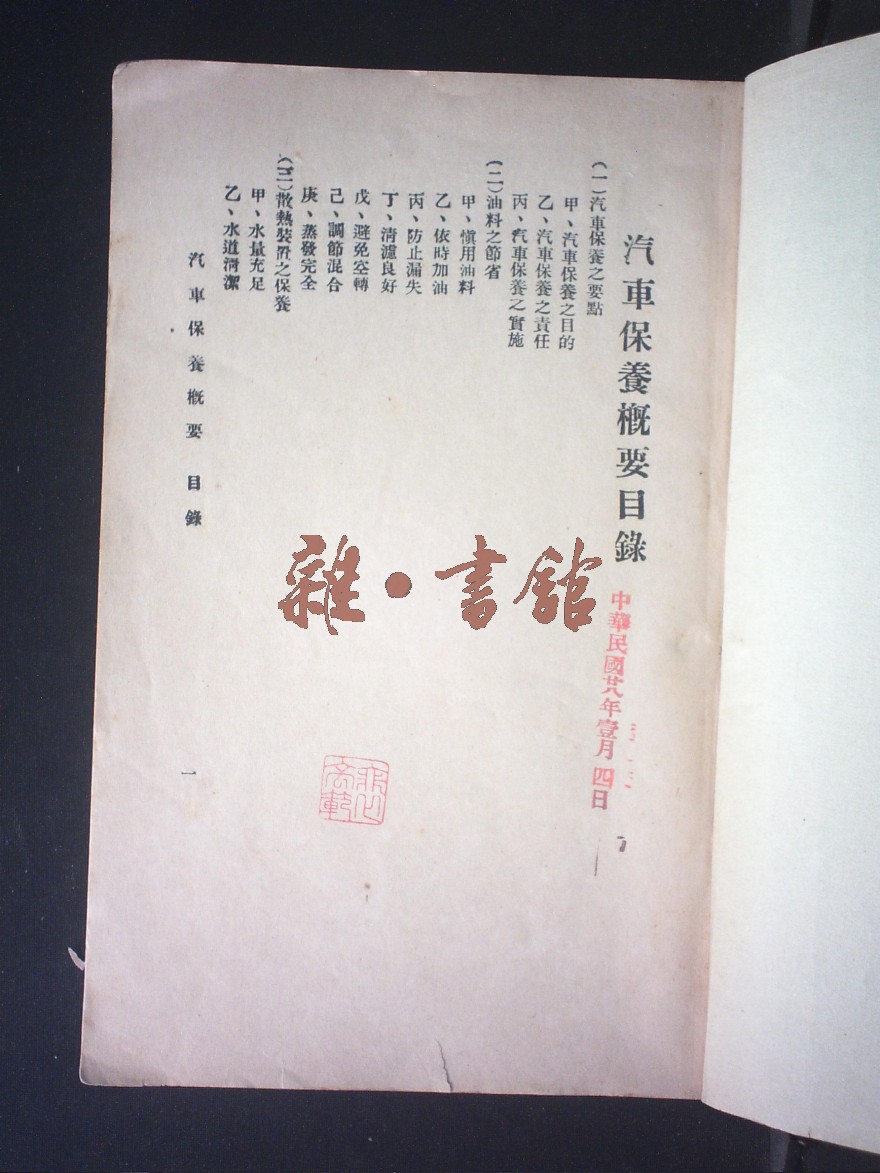 汽車保養概要目錄
(一)汽車保養之要點
甲、汽車保養之目的
乙、汽車保養之責任
丙、汽車保養之實施
(二)油料之節省
甲、愼用油料
乙、依時加油
丙、防止漏失
丁、清濾良好
戊、避免空轉
己、調節混合
庚、蒸發完全
(三)散熱裝置之保養
甲、水量充足
乙、水道淸潔
汽車保養概要 目錄
一
中華民國廿八年壹月四日
雜·書館